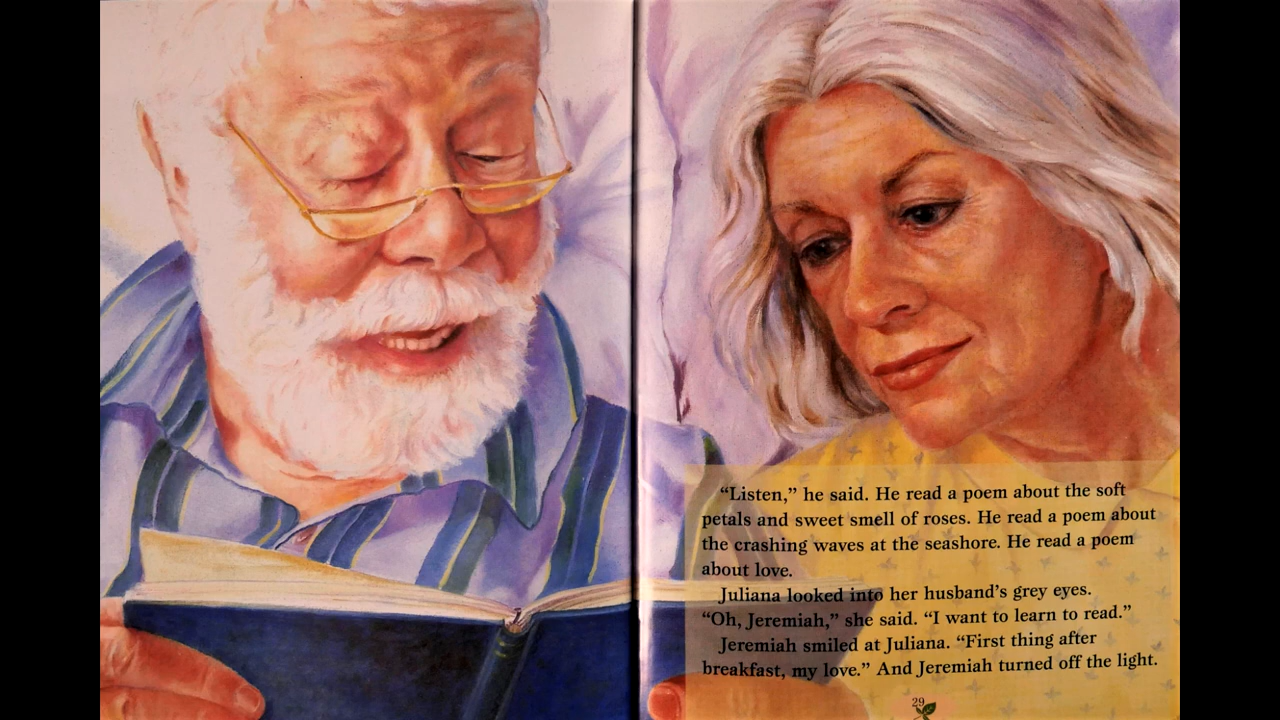 “Listen,” he said. He read a poem about the soft
petals and sweet smell of roses. He read a poem about
the crashing waves at the seashore. He read a poem
about love.
Juliana looked into her husband’s grey eyes.
“Oh, Jeremiah,” she said. “I want to learn to read.”
Jeremiah smiled at Juliana. “First thing after
breakfast, my love.” And Jeremiah turned off the light.
29